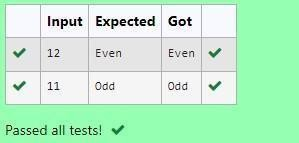 Input Expected Got
12 Even Even
11 Odd Odd
Passed all tests!